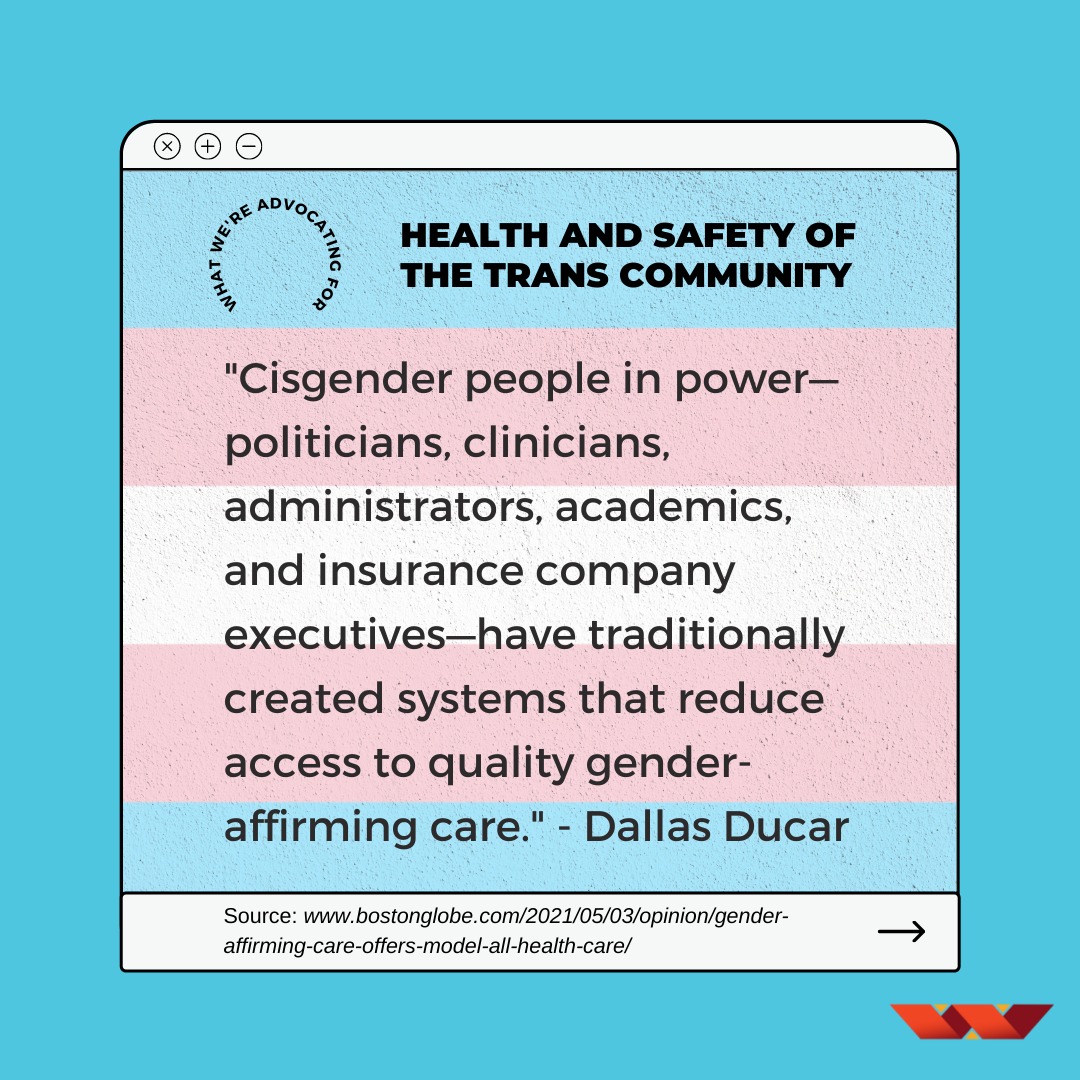 WHAT WE'RE ADVOCATING FOR
HEALTH AND SAFETY OF
THE TRANS COMMUNITY
"Cisgender people in power—
politicians, clinicians,
administrators, academics,
and insurance company
executives—have traditionally
created systems that reduce
access to quality gender-
affirming care." - Dallas Ducar
Source: www.bostonglobe.com/2021/05/03/opinion/gender-
affirming-care-offers-model-all-health-care/